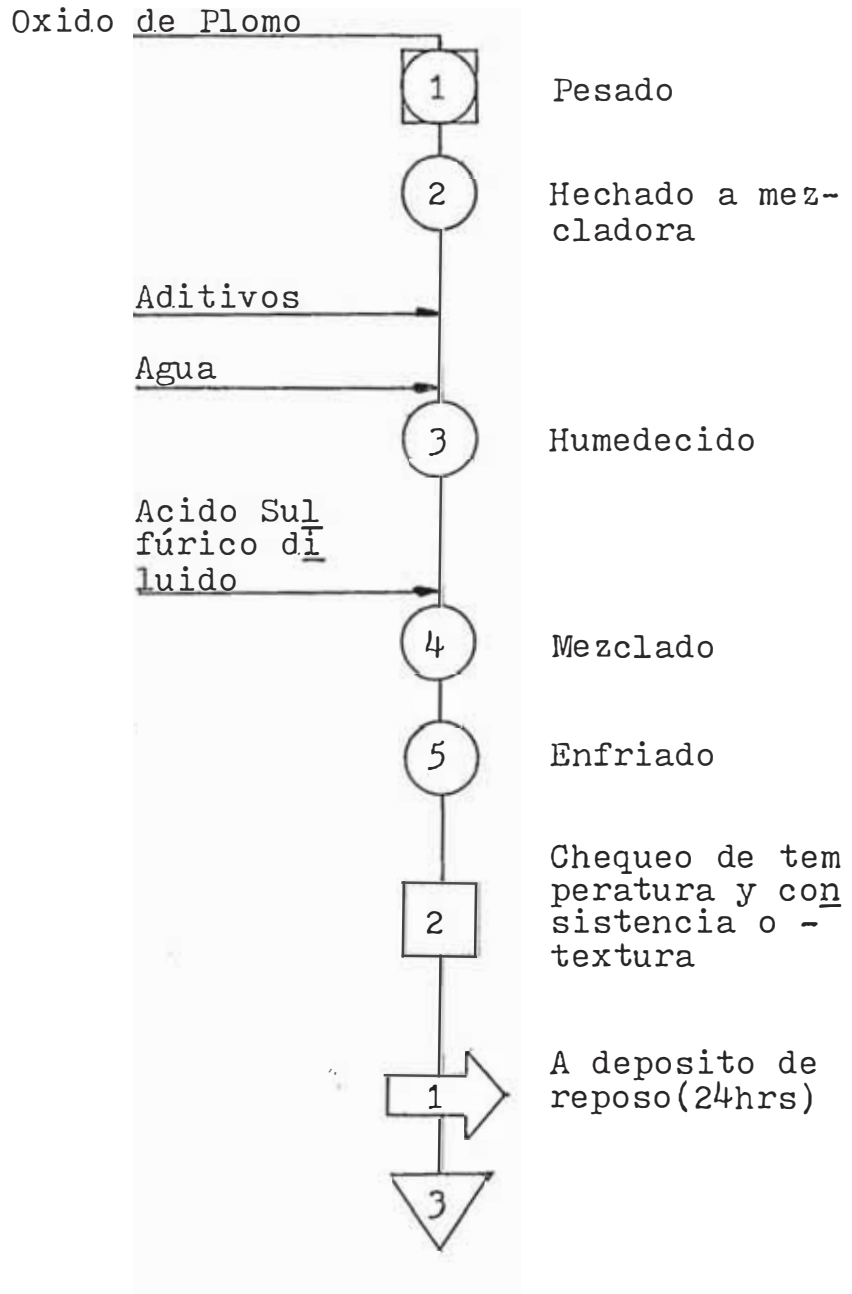 Oxido de Plomo
1
Pesado
2
Hechado a mez-
cladora
Aditivos
Agua
3
Humedecido
Acido Sul
fúrico di
luido
4
Mezclado
5
Enfriado
Chequeo de tem
peratura y con
sistencia o -
textura
2
A deposito de
reposo(24hrs)
1
3